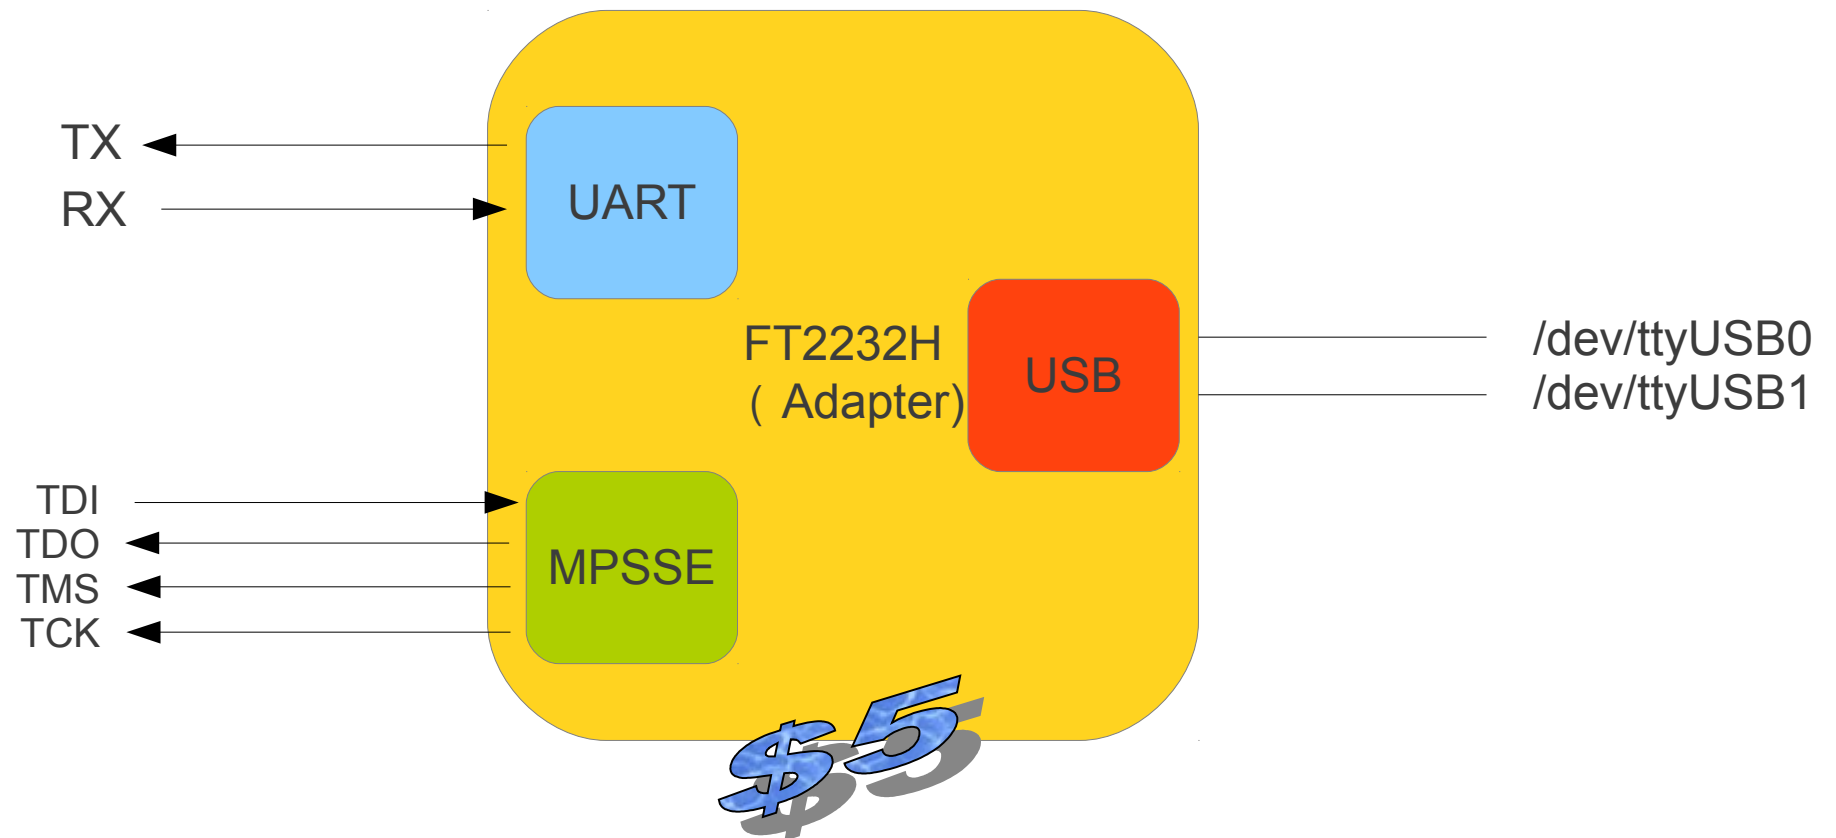 TX
RX
UART
FT2232H
( Adapter)
USB
/dev/ttyUSB0
/dev/ttyUSB1
TDI
TDO
TMS
TCK
MPSSE
$5